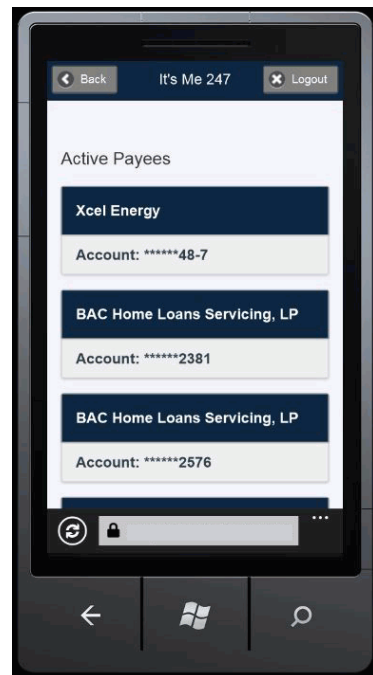 Back
It's Me 247
Logout
Active Payees
Xcel Energy
Account: ******48-7
BAC Home Loans Servicing, LP
Account: ******2381
BAC Home Loans Servicing, LP
Account: ******2576